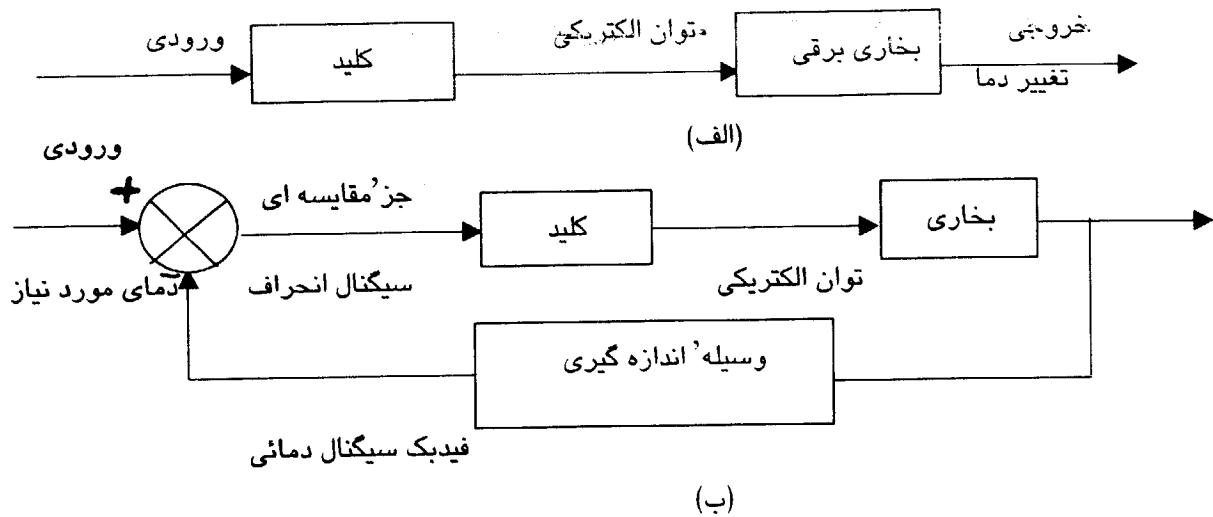 ورودی
کلید
توان الکتریکی
بخاری برقی
خروجی
تغییر دما
(الف)
ورودی
+
دمای مورد نیاز
جز’مقایسه ای
سیگنال انحراف
کلید
توان الکتریکی
بخاری
وسیله’ اندازه گیری
فیدبک سیگنال دمائی
(ب)